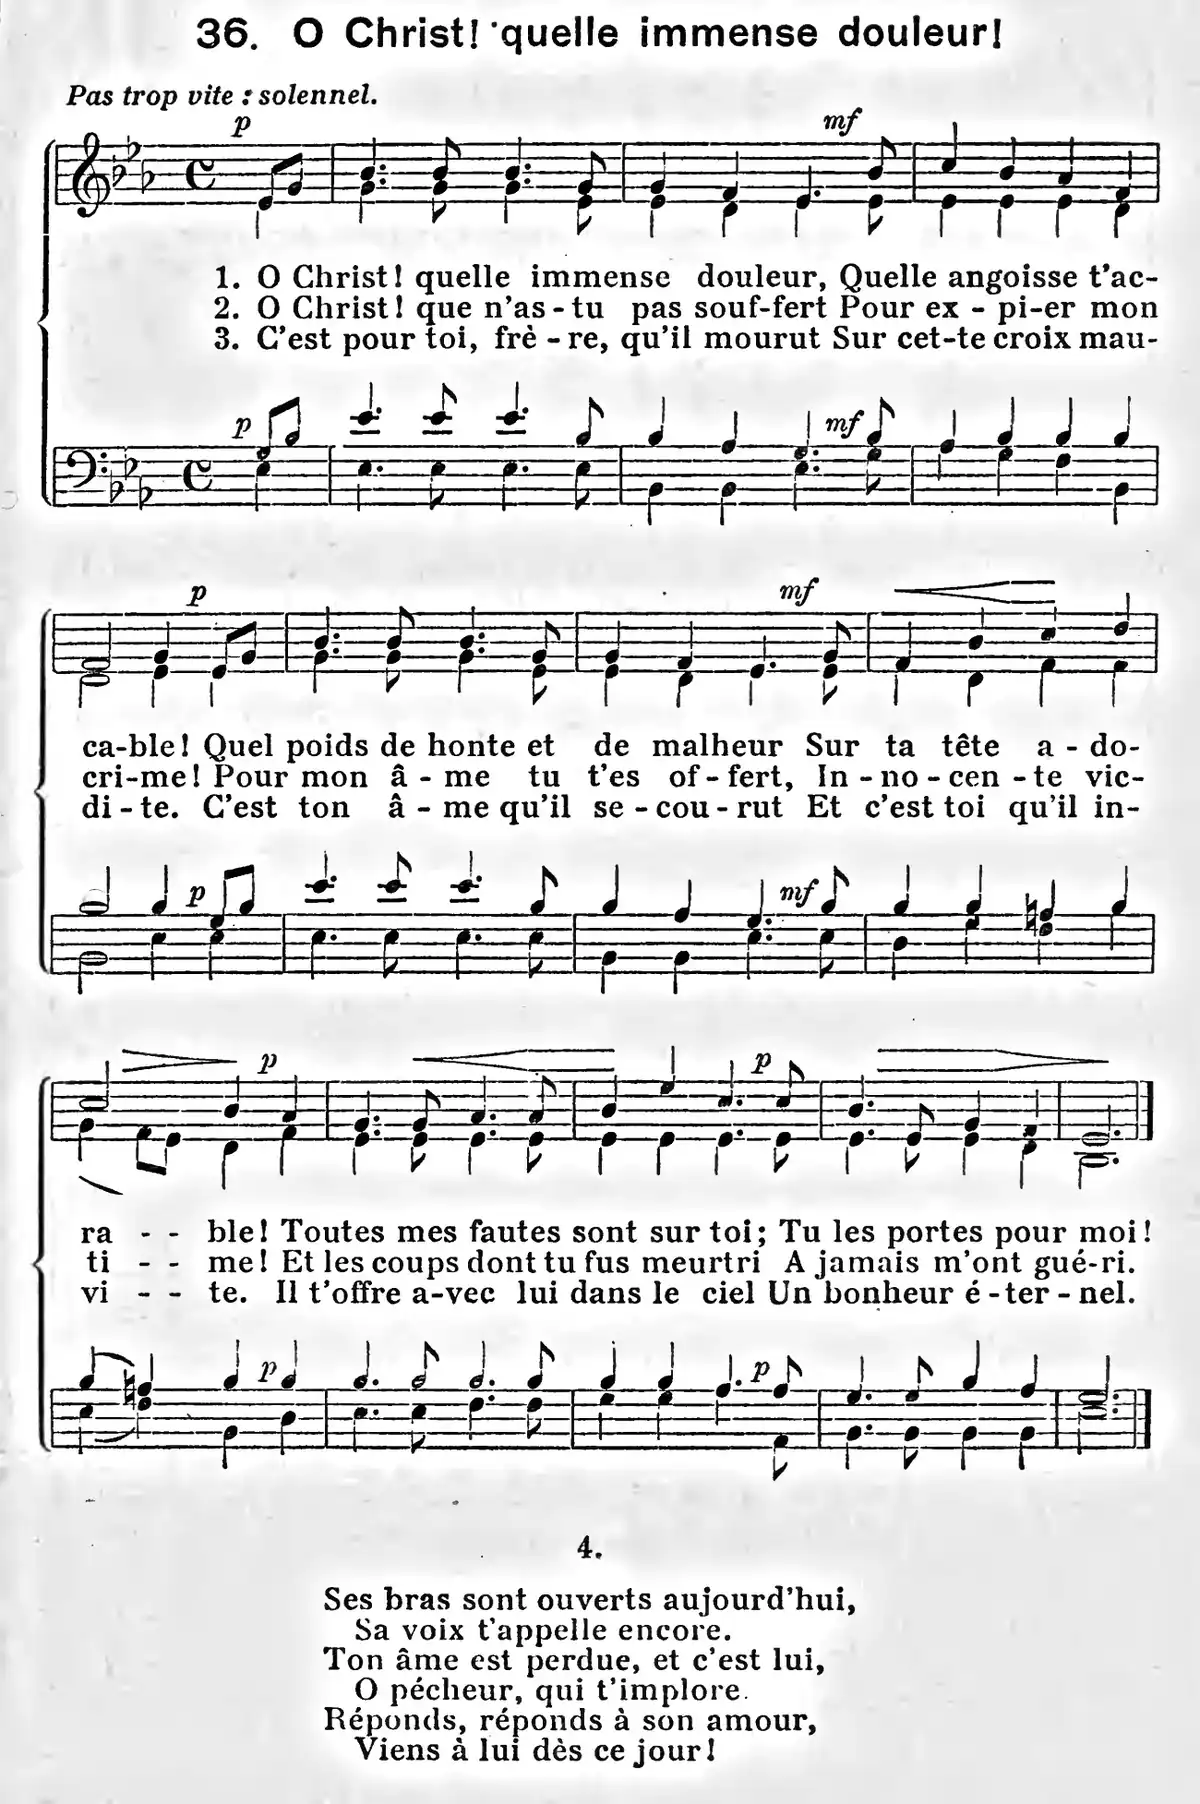 36. O Christ! quelle immense douleur!
Pas trop vite : solennel.
p mf
1. O Christ! quelle immense douleur, Quelle angoisse t'ac-
2. O Christ! que n'as-tu pas souf-fert Pour ex - pi-er mon
3. C'est pour toi, frè - re, qu'il mourut Sur cet-te croix mau-
p mf
p mf
ca-ble! Quel poids de honte et de malheur Sur ta tête a - do-
cri-me! Pour mon â - me tu t'es of-fert, In - no - cen - te vic-
di - te. C'est ton â - me qu'il se - cou - rut Et c'est toi qu'il in-
p mf
p p
ra - - ble! Toutes mes fautes sont sur toi; Tu les portes pour moi!
ti - - me! Et les coups dont tu fus meurtri A jamais m'ont gué-ri.
vi - - te. Il t'offre a-vec lui dans le ciel Un bonheur é - ter - nel.
p p
4.
Ses bras sont ouverts aujourd'hui,
Sa voix t'appelle encore.
Ton âme est perdue, et c'est lui,
O pécheur, qui t'implore.
Réponds, réponds à son amour,
Viens à lui dès ce jour!